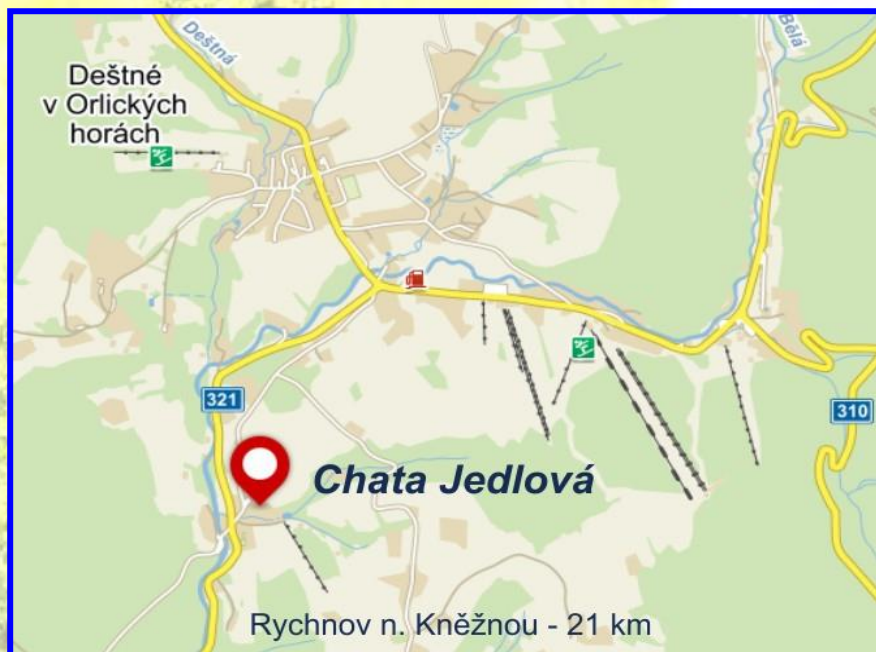 Deštná
Bělá
Deštné
v Orlických
horách
321
310
Chata Jedlová
Rychnov n. Kněžnou - 21 km